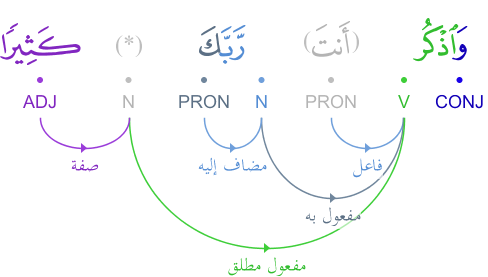 وَٱذْكُرْ (أَنتَ) رَّبَّكَ (*) كَثِيرًا
CONJ V PRON N PRON N ADJ
فاعل مضاف إليه صفة
مفعول به
مفعول مطلق